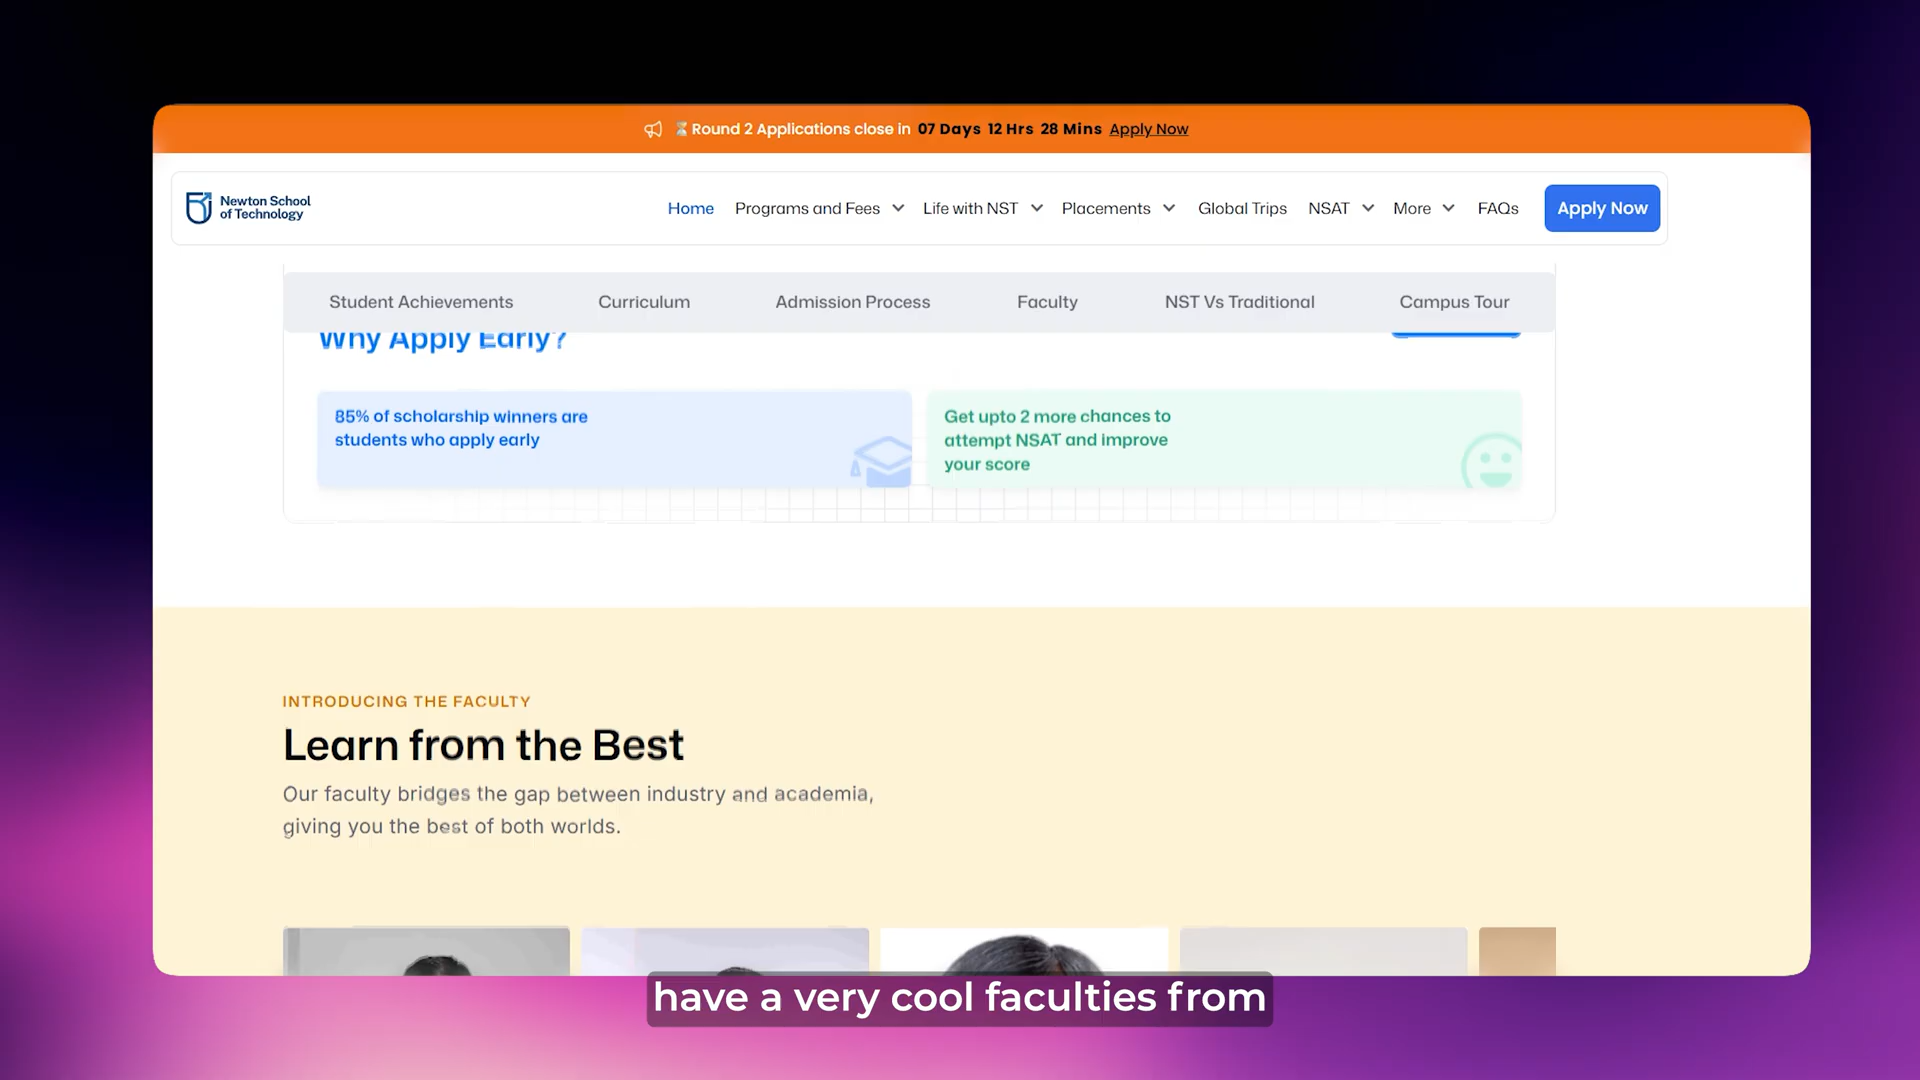 Round 2 Applications close in 07 Days 12 Hrs 28 Mins Apply Now
Newton School
of Technology
Home Programs and Fees Life with NST Placements Global Trips NSAT More FAQs Apply Now
Student Achievements Curriculum Admission Process Faculty NST Vs Traditional Campus Tour
Why Apply Early?
85% of scholarship winners are
students who apply early
Get upto 2 more chances to
attempt NSAT and improve
your score
INTRODUCING THE FACULTY
Learn from the Best
Our faculty bridges the gap between industry and academia,
giving you the best of both worlds.
have a very cool faculties from